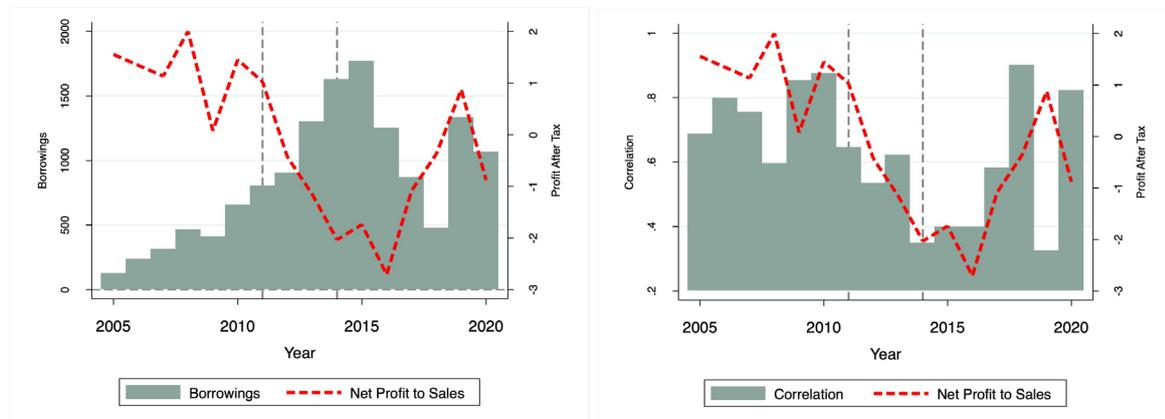 2000
1500
1000
500
0
Borrowings
2
1
0
-1
-2
-3
Profit After Tax
2005 2010 2015 2020
Year
Borrowings Net Profit to Sales
1
.8
.6
.4
.2
Correlation
2
1
0
-1
-2
-3
Profit After Tax
2005 2010 2015 2020
Year
Correlation Net Profit to Sales